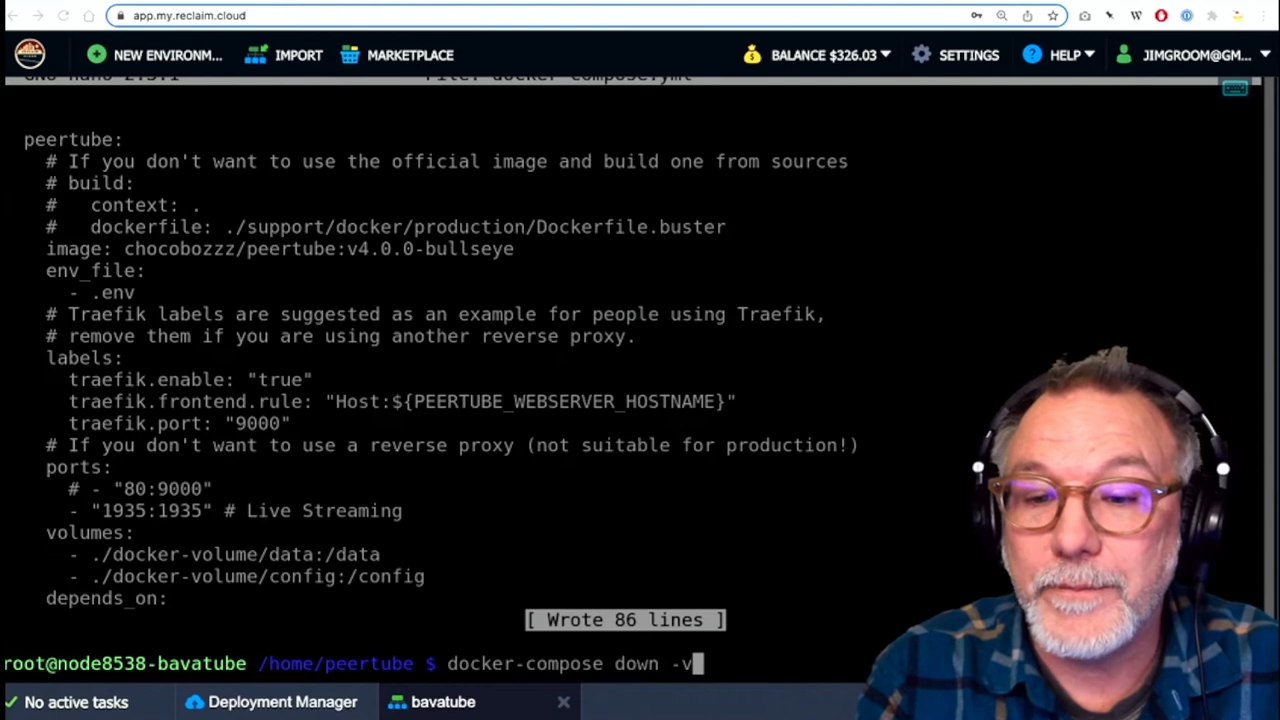 app.my.reclaim.cloud
NEW ENVIRONM... IMPORT MARKETPLACE BALANCE $326.03 SETTINGS ? HELP JIMGROOM@GM...
peertube:
# If you don't want to use the official image and build one from sources
# build:
#   context: .
#   dockerfile: ./support/docker/production/Dockerfile.buster
image: chocobozzz/peertube:v4.0.0-bullseye
env_file:
- .env
# Traefik labels are suggested as an example for people using Traefik,
# remove them if you are using another reverse proxy.
labels:
traefik.enable: "true"
traefik.frontend.rule: "Host:${PEERTUBE_WEBSERVER_HOSTNAME}"
traefik.port: "9000"
# If you don't want to use a reverse proxy (not suitable for production!)
ports:
# - "80:9000"
- "1935:1935" # Live Streaming
volumes:
- ./docker-volume/data:/data
- ./docker-volume/config:/config
depends_on:
[ Wrote 86 lines ]
root@node8538-bavatube /home/peertube $ docker-compose down -v
No active tasks Deployment Manager bavatube